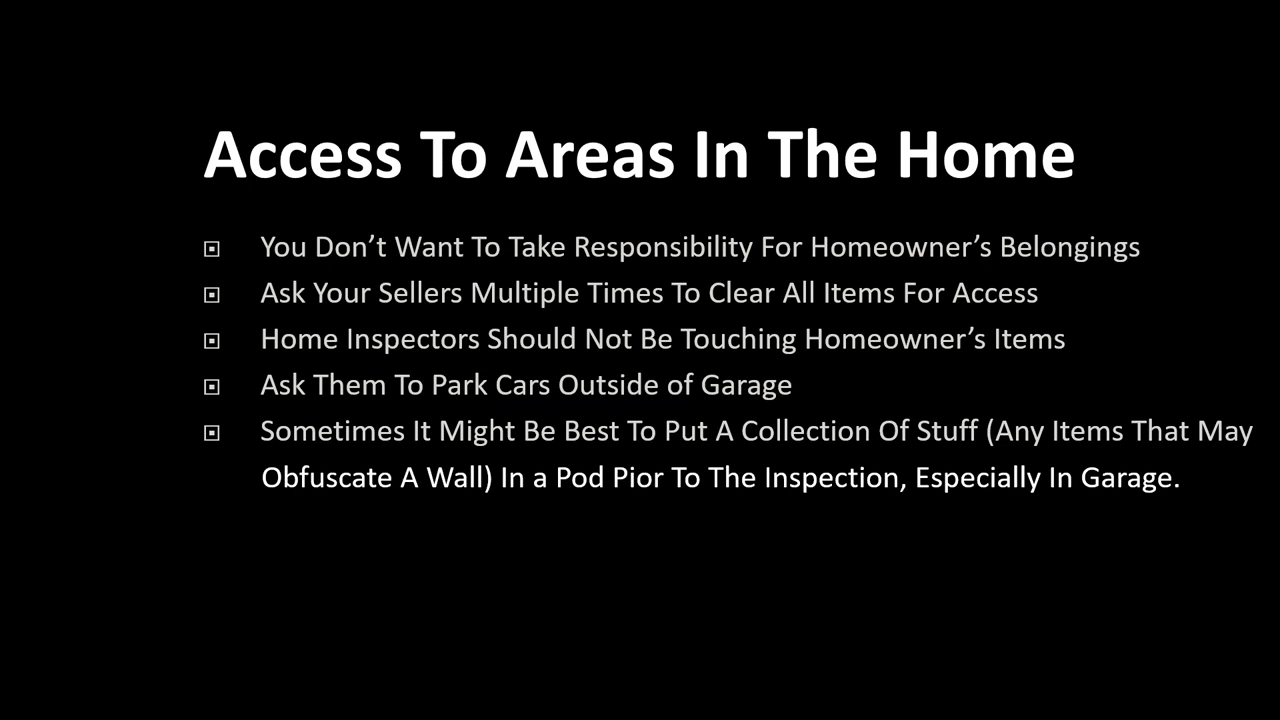 Access To Areas In The Home
You Don’t Want To Take Responsibility For Homeowner’s Belongings
Ask Your Sellers Multiple Times To Clear All Items For Access
Home Inspectors Should Not Be Touching Homeowner’s Items
Ask Them To Park Cars Outside of Garage
Sometimes It Might Be Best To Put A Collection Of Stuff (Any Items That May
Obfuscate A Wall) In a Pod Pior To The Inspection, Especially In Garage.